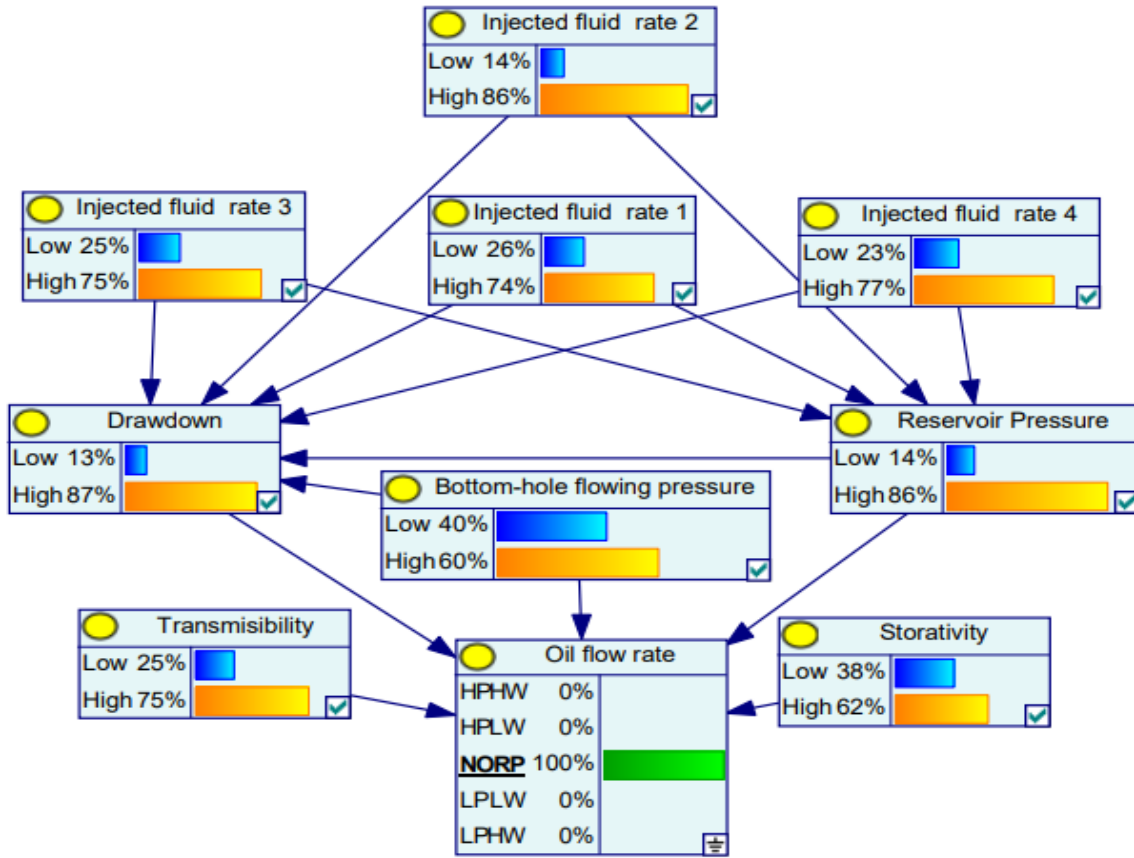 Injected fluid rate 2
Low 14%
High 86%
Injected fluid rate 3
Low 25%
High 75%
Injected fluid rate 1
Low 26%
High 74%
Injected fluid rate 4
Low 23%
High 77%
Drawdown
Low 13%
High 87%
Reservoir Pressure
Low 14%
High 86%
Bottom-hole flowing pressure
Low 40%
High 60%
Transmisibility
Low 25%
High 75%
Oil flow rate
HPHW 0%
HPLW 0%
NORP 100%
LPLW 0%
LPHW 0%
Storativity
Low 38%
High 62%